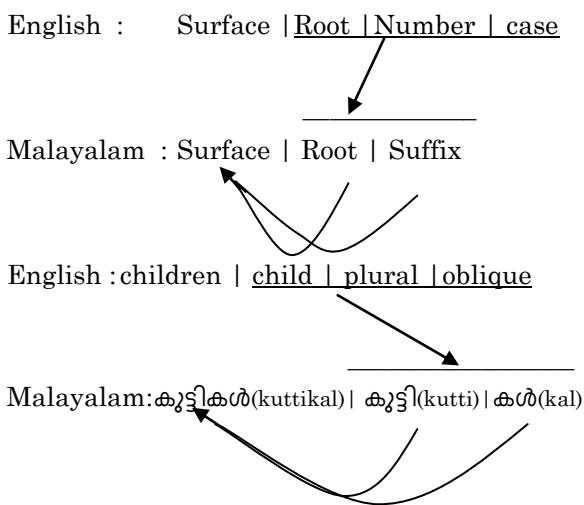 English : Surface |Root |Number | case
Malayalam : Surface | Root | Suffix
English :children | child | plural |oblique
Malayalam:കുട്ടികൾ(kuttikal)| കുട്ടി(kutti)|കൾ(kal)